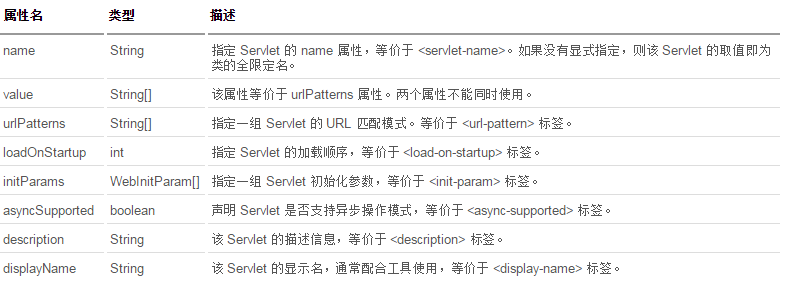 属性名 类型 描述
name String 指定 Servlet 的 name 属性，等价于 <servlet-name>。如果没有显式指定，则该 Servlet 的取值即为
类的全限定名。
value String[] 该属性等价于 urlPatterns 属性。两个属性不能同时使用。
urlPatterns String[] 指定一组 Servlet 的 URL 匹配模式。等价于 <url-pattern> 标签。
loadOnStartup int 指定 Servlet 的加载顺序，等价于 <load-on-startup> 标签。
initParams WebInitParam[] 指定一组 Servlet 初始化参数，等价于 <init-param> 标签。
asyncSupported boolean 声明 Servlet 是否支持异步操作模式，等价于 <async-supported> 标签。
description String 该 Servlet 的描述信息，等价于 <description> 标签。
displayName String 该 Servlet 的显示名，通常配合工具使用，等价于 <display-name> 标签。